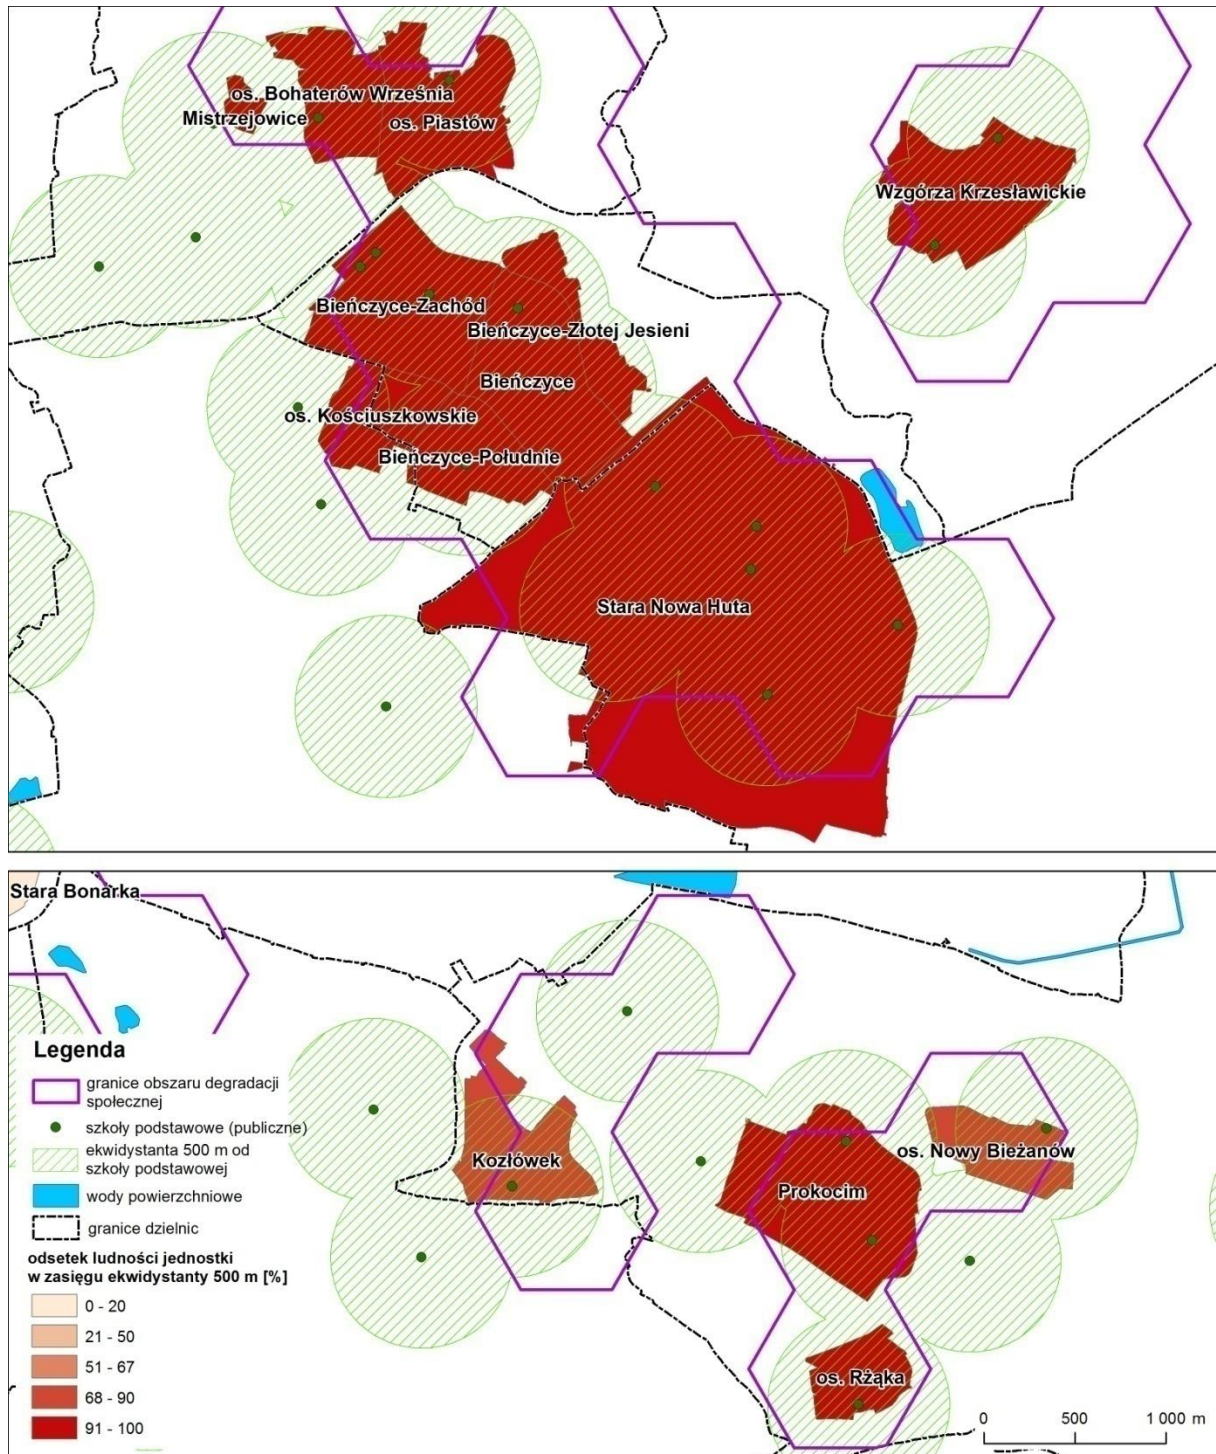 os. Bohaterów Września
Mistrzejowice
os. Piastów
Wzgórza Krzesławickie
Bieńczyce-Zachód
Bieńczyce-Złotej Jesieni
Bieńczyce
os. Kościuszkowskie
Bieńczyce-Południe
Stara Nowa Huta
Stara Bonarka
Kozłówek
os. Nowy Bieżanów
Prokocim
os. Rżąka
Legenda
granice obszaru degradacji
społecznej
szkoły podstawowe (publiczne)
ekwidystanta 500 m od
szkoły podstawowej
wody powierzchniowe
granice dzielnic
odsetek ludności jednostki
w zasięgu ekwidystanty 500 m [%]
0 - 20
21 - 50
51 - 67
68 - 90
91 - 100
0 500 1 000 m